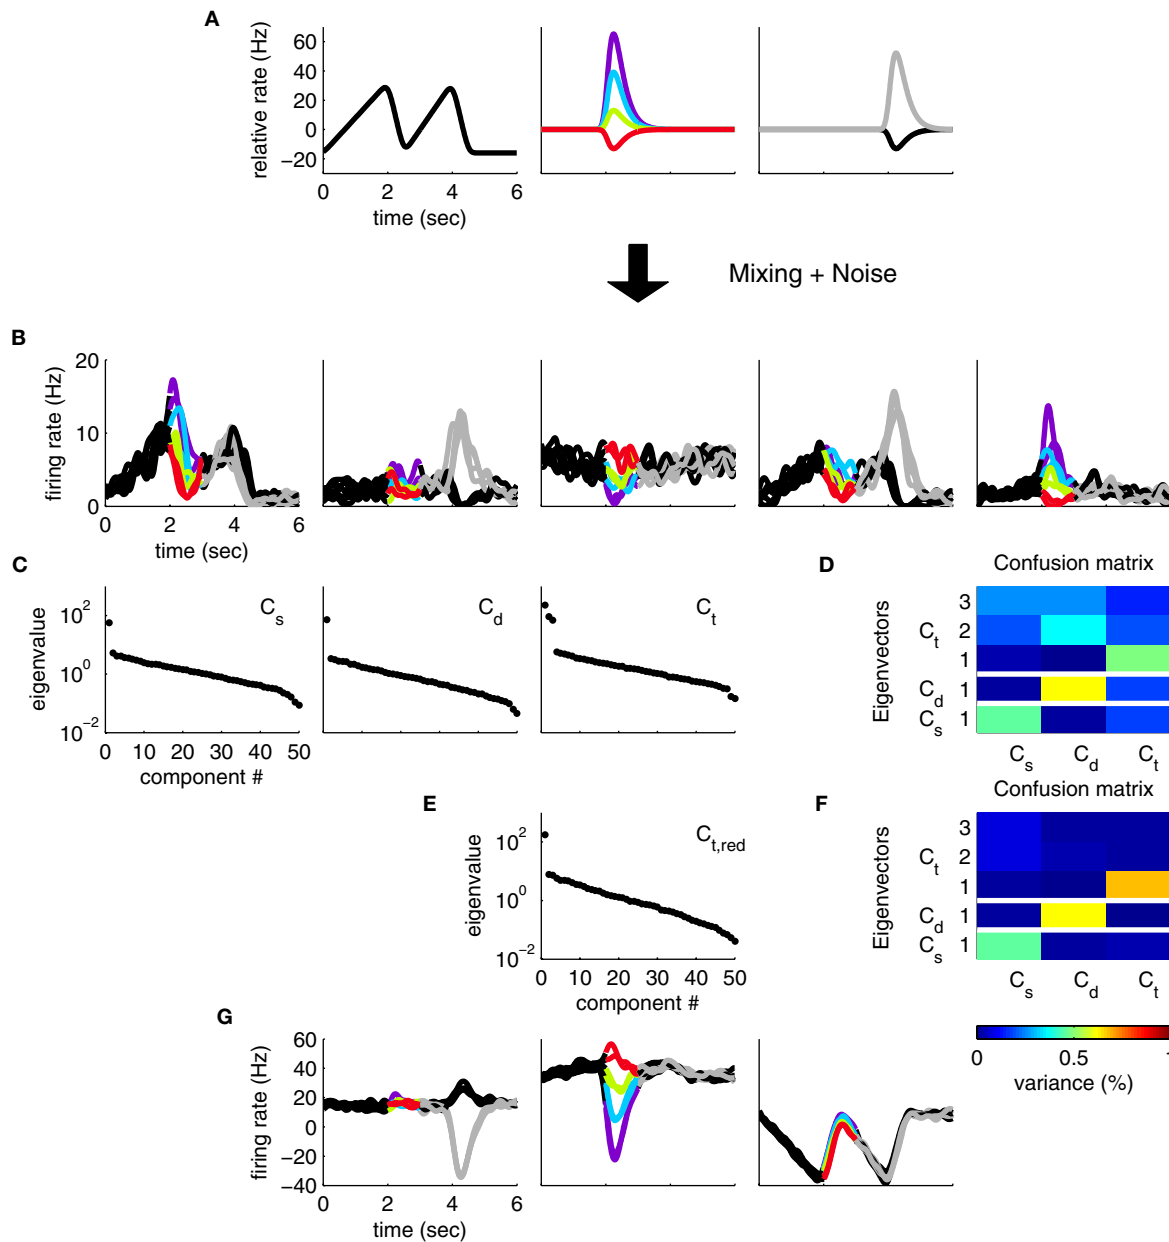 A
relative rate (Hz)
60
40
20
0
−20
0 2 4 6
time (sec)
Mixing + Noise
B
firing rate (Hz)
20
10
0
0 2 4 6
time (sec)
C
eigenvalue
10^2
10^0
10^−2
C_s
C_d
C_t
0 10 20 30 40 50
component #
D
Confusion matrix
Eigenvectors
C_t
3
2
1
C_d 1
C_s 1
C_s C_d C_t
E
eigenvalue
10^2
10^0
10^−2
C_t,red
0 10 20 30 40 50
component #
F
Confusion matrix
Eigenvectors
C_t
3
2
1
C_d 1
C_s 1
C_s C_d C_t
0 0.5 1
variance (%)
G
firing rate (Hz)
60
40
20
0
−20
−40
0 2 4 6
time (sec)